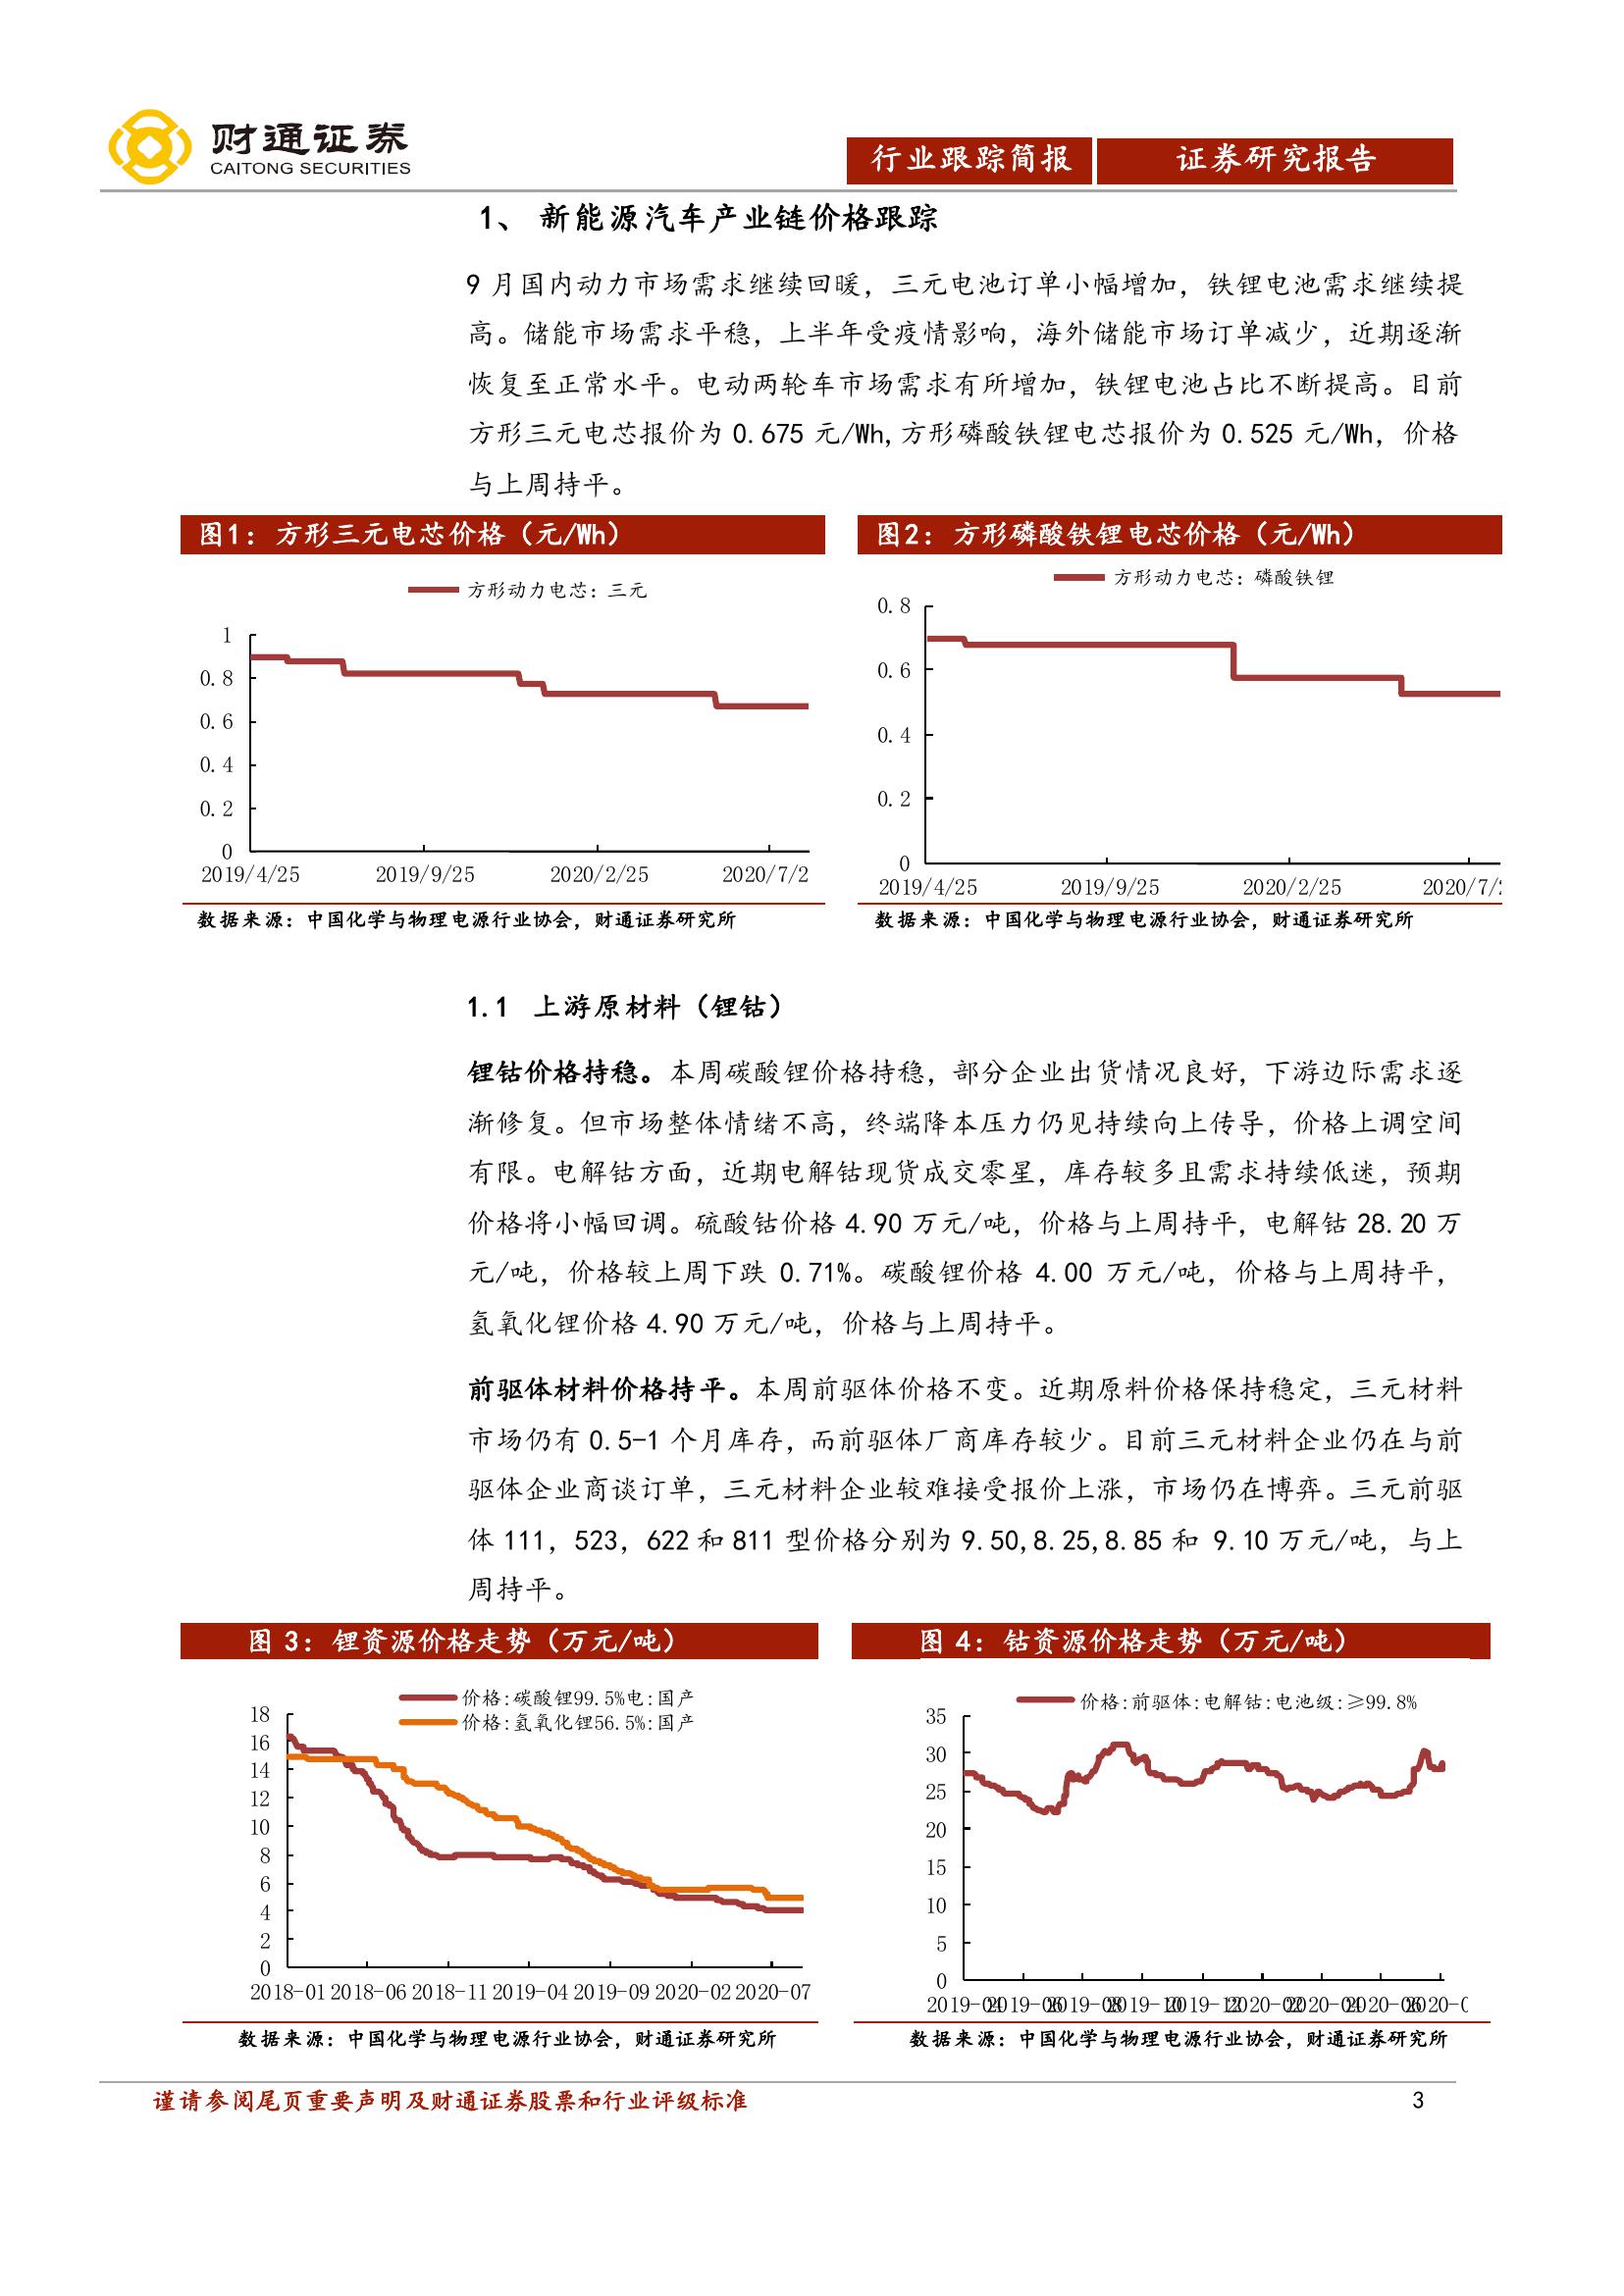 财通证券
CAITONG SECURITIES
行业跟踪简报
证券研究报告
1、 新能源汽车产业链价格跟踪
9 月国内动力市场需求继续回暖，三元电池订单小幅增加，铁锂电池需求继续提
高。储能市场需求平稳，上半年受疫情影响，海外储能市场订单减少，近期逐渐
恢复至正常水平。电动两轮车市场需求有所增加，铁锂电池占比不断提高。目前
方形三元电芯报价为 0.675 元/Wh,方形磷酸铁锂电芯报价为 0.525 元/Wh，价格
与上周持平。
图1：方形三元电芯价格（元/Wh）
方形动力电芯：三元
1
0.8
0.6
0.4
0.2
0
2019/4/25 2019/9/25 2020/2/25 2020/7/2
数据来源：中国化学与物理电源行业协会，财通证券研究所
图2：方形磷酸铁锂电芯价格（元/Wh）
方形动力电芯：磷酸铁锂
0.8
0.6
0.4
0.2
0
2019/4/25 2019/9/25 2020/2/25 2020/7/
数据来源：中国化学与物理电源行业协会，财通证券研究所
1.1 上游原材料（锂钴）
锂钴价格持稳。本周碳酸锂价格持稳，部分企业出货情况良好，下游边际需求逐
渐修复。但市场整体情绪不高，终端降本压力仍见持续向上传导，价格上调空间
有限。电解钴方面，近期电解钴现货成交零星，库存较多且需求持续低迷，预期
价格将小幅回调。硫酸钴价格 4.90 万元/吨，价格与上周持平，电解钴 28.20 万
元/吨，价格较上周下跌 0.71%。碳酸锂价格 4.00 万元/吨，价格与上周持平，
氢氧化锂价格 4.90 万元/吨，价格与上周持平。
前驱体材料价格持平。本周前驱体价格不变。近期原料价格保持稳定，三元材料
市场仍有 0.5-1 个月库存，而前驱体厂商库存较少。目前三元材料企业仍在与前
驱体企业商谈订单，三元材料企业较难接受报价上涨，市场仍在博弈。三元前驱
体 111，523，622 和 811 型价格分别为 9.50,8.25,8.85 和 9.10 万元/吨，与上
周持平。
图 3：锂资源价格走势（万元/吨）
价格:碳酸锂99.5%电:国产
价格:氢氧化锂56.5%:国产
18
16
14
12
10
8
6
4
2
0
2018-01 2018-06 2018-11 2019-04 2019-09 2020-02 2020-07
数据来源：中国化学与物理电源行业协会，财通证券研究所
图 4：钴资源价格走势（万元/吨）
价格:前驱体:电解钴:电池级:≥99.8%
35
30
25
20
15
10
5
0
2019-04 2019-06 2019-08 2019-10 2019-12 2020-02 2020-04 2020-06 2020-0
数据来源：中国化学与物理电源行业协会，财通证券研究所
谨请参阅尾页重要声明及财通证券股票和行业评级标准
3